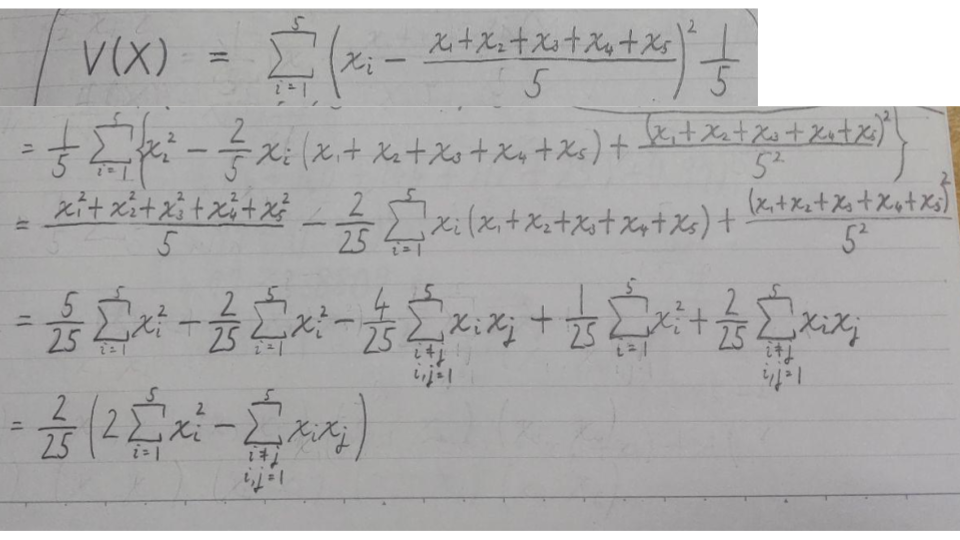 V(X) = \sum_{i=1}^{5} \left( x_i - \frac{x_1+x_2+x_3+x_4+x_5}{5} \right)^2 \frac{1}{5}
= \frac{1}{5} \sum_{i=1}^{5} \left\{ x_2^2 - \frac{2}{5} x_i (x_1+x_2+x_3+x_4+x_5) + \frac{(x_1+x_2+x_3+x_4+x_5)^2}{5^2} \right\}
= \frac{x_1^2+x_2^2+x_3^2+x_4^2+x_5^2}{5} - \frac{2}{25} \sum_{i=1}^{5} x_i (x_1+x_2+x_3+x_4+x_5) + \frac{(x_1+x_2+x_3+x_4+x_5)^2}{5^2}
= \frac{5}{25} \sum_{i=1}^{5} x_i^2 - \frac{2}{25} \sum_{i=1}^{5} x_i^2 - \frac{4}{25} \sum_{\substack{i \neq j \\ i,j=1}}^{5} x_i x_j + \frac{1}{25} \sum_{i=1}^{5} x_i^2 + \frac{2}{25} \sum_{\substack{i \neq j \\ i,j=1}}^{5} x_i x_j
= \frac{2}{25} \left( 2 \sum_{i=1}^{5} x_i^2 - \sum_{\substack{i \neq j \\ i,j=1}}^{5} x_i x_j \right)